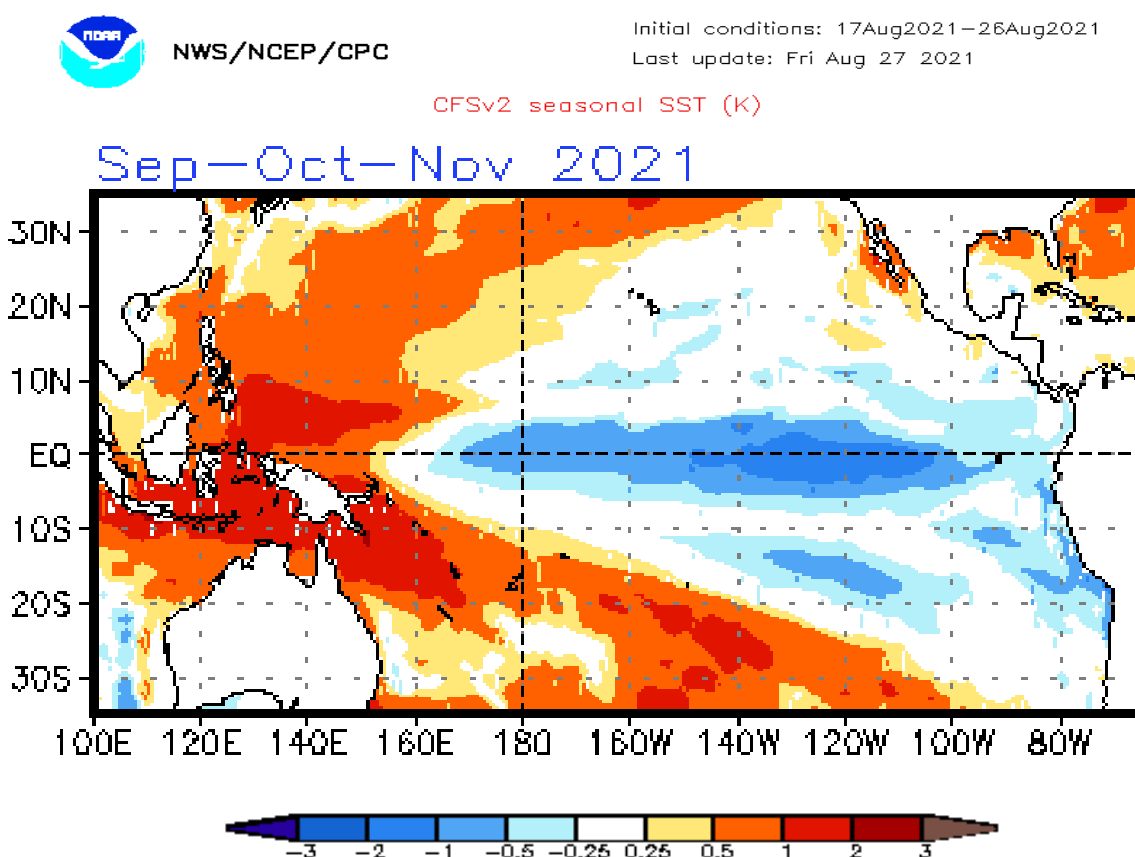 NOAA
NWS/NCEP/CPC
Initial conditions: 17Aug2021–26Aug2021
Last update: Fri Aug 27 2021
CFSv2 seasonal SST (K)
Sep–Oct–Nov 2021
30N
20N
10N
EQ
10S
20S
30S
100E 120E 140E 160E 180 160W 140W 120W 100W 80W
−3 −2 −1 −0.5 −0.25 0.25 0.5 1 2 3